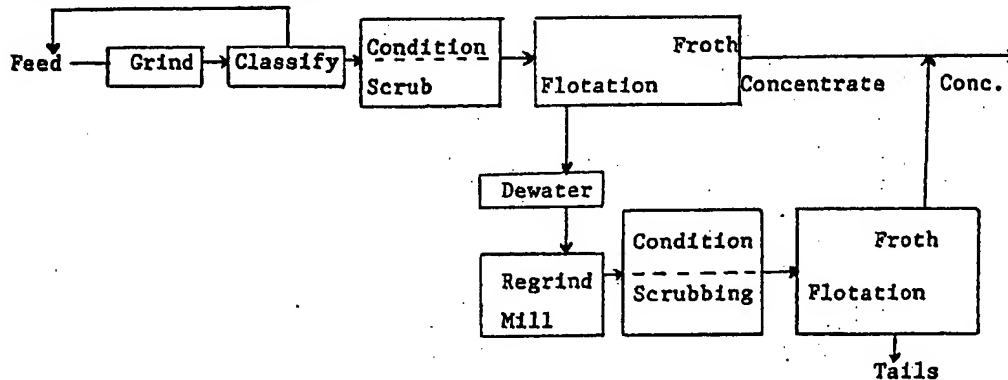 Feed
Grind
Classify
Condition
Scrub
Froth
Flotation
Concentrate
Conc.
Dewater
Regrind
Mill
Condition
Scrubbing
Froth
Flotation
Tails